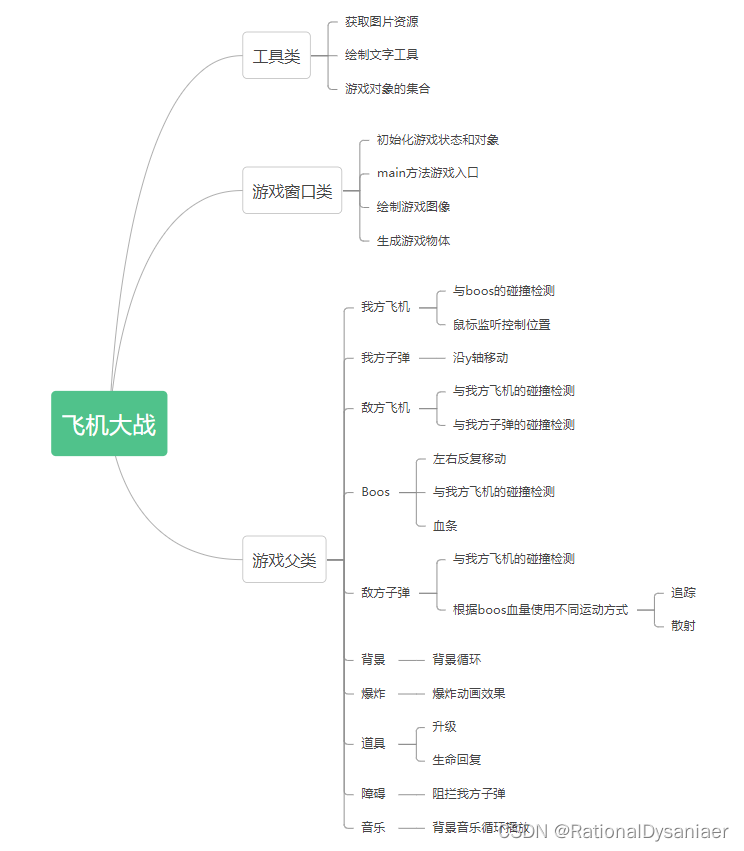 飞机大战
工具类
获取图片资源
绘制文字工具
游戏对象的集合
游戏窗口类
初始化游戏状态和对象
main方法游戏入口
绘制游戏图像
生成游戏物体
游戏父类
我方飞机
与boos的碰撞检测
鼠标监听控制位置
我方子弹
沿y轴移动
敌方飞机
与我方飞机的碰撞检测
与我方子弹的碰撞检测
Boos
左右反复移动
与我方飞机的碰撞检测
血条
敌方子弹
与我方飞机的碰撞检测
根据boos血量使用不同运动方式
追踪
散射
背景
背景循环
爆炸
爆炸动画效果
道具
升级
生命回复
障碍
阻拦我方子弹
音乐
背景音乐循环播放
CSDN @RationalDysaniaer